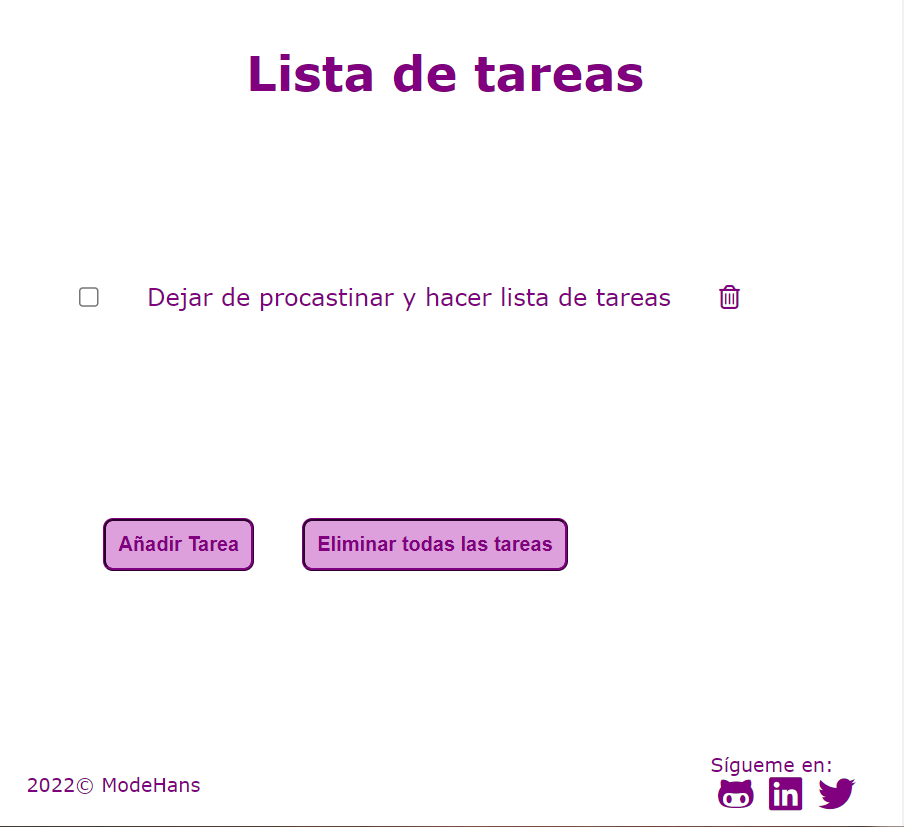 Lista de tareas
Dejar de procastinar y hacer lista de tareas
Añadir Tarea
Eliminar todas las tareas
2022© ModeHans
Sígueme en: